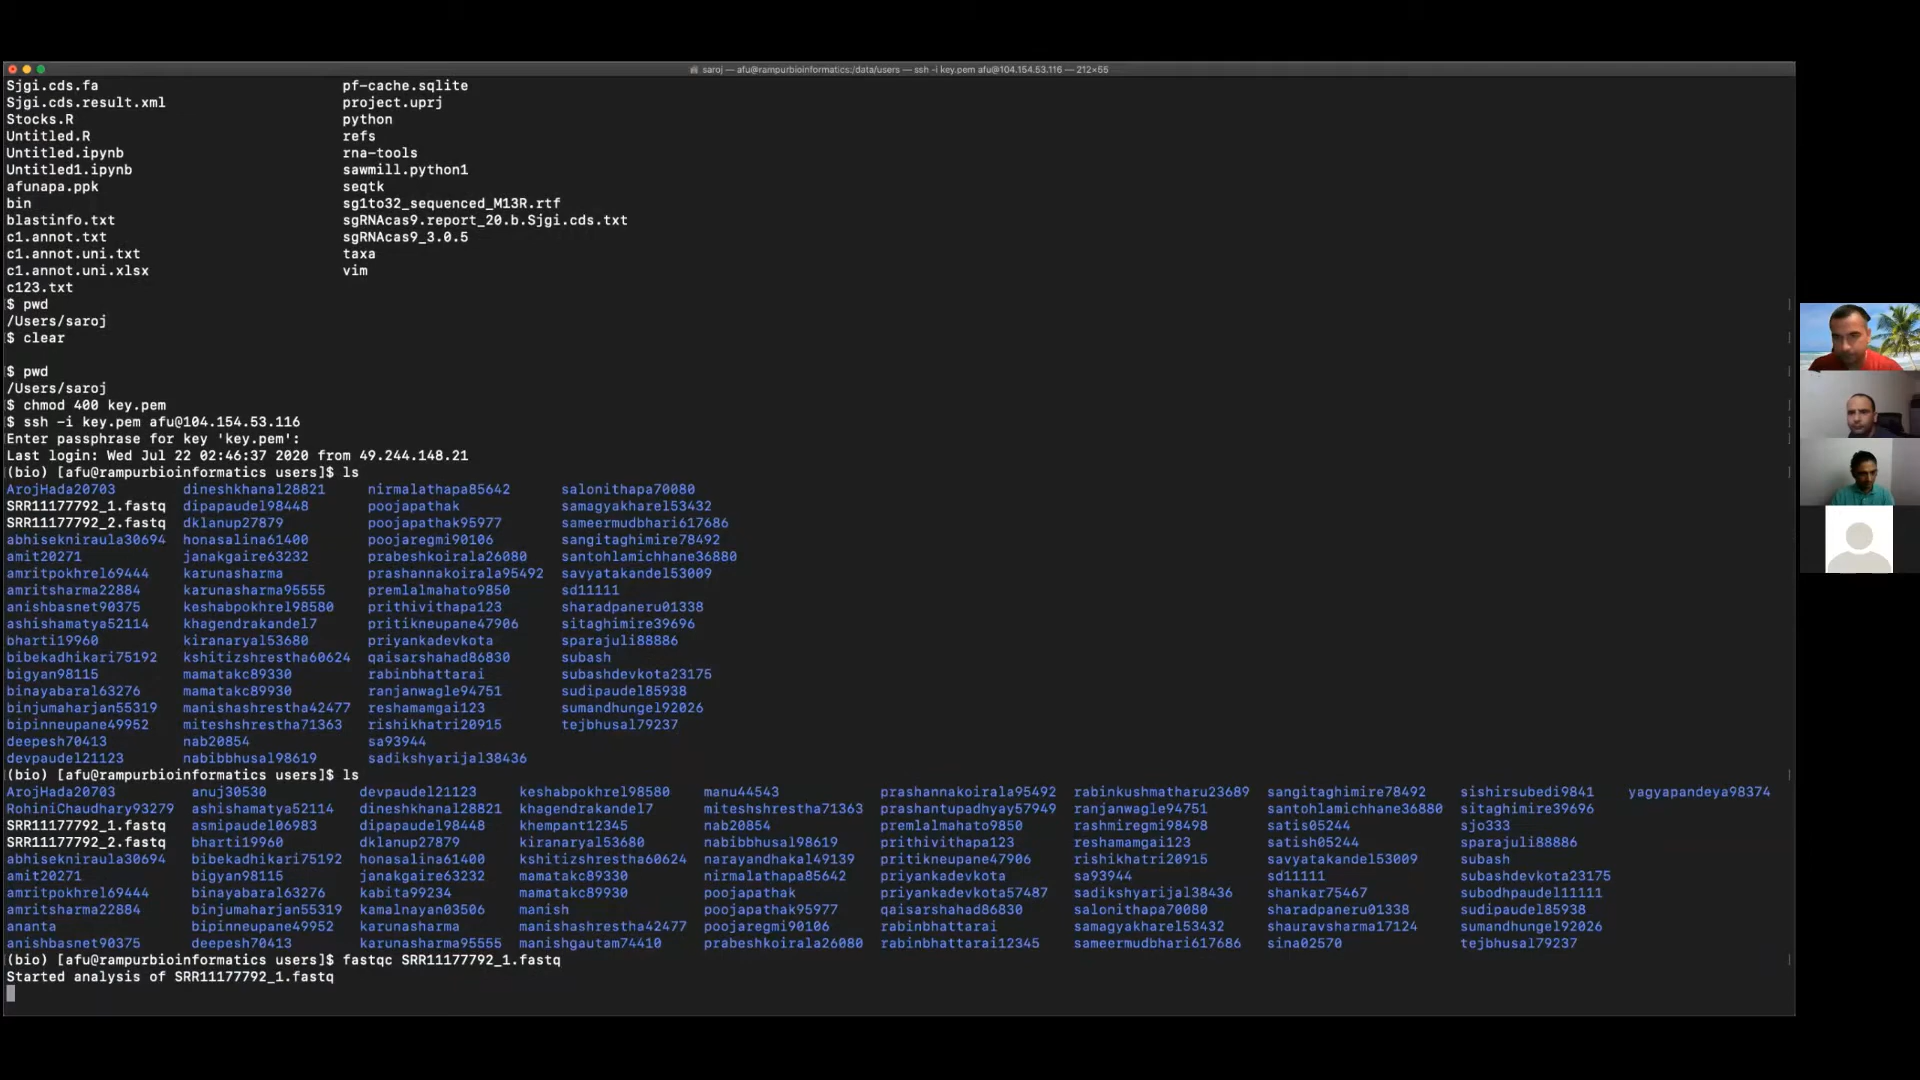 saroj — afu@rampurbioinformatics:/data/users — ssh -i key.pem afu@104.154.53.116 — 212×55
Sjgi.cds.fa pf-cache.sqlite
Sjgi.cds.result.xml project.uprj
Stocks.R python
Untitled.R refs
Untitled.ipynb rna-tools
Untitled1.ipynb sawmill.python1
afunapa.ppk seqtk
bin sg1to32_sequenced_M13R.rtf
blastinfo.txt sgRNAcas9.report_20.b.Sjgi.cds.txt
c1.annot.txt sgRNAcas9_3.0.5
c1.annot.uni.txt taxa
c1.annot.uni.xlsx vim
c123.txt
$ pwd
/Users/saroj
$ clear
$ pwd
/Users/saroj
$ chmod 400 key.pem
$ ssh -i key.pem afu@104.154.53.116
Enter passphrase for key 'key.pem':
Last login: Wed Jul 22 02:46:37 2020 from 49.244.148.21
(bio) [afu@rampurbioinformatics users]$ ls
ArojHada20703 dineshkhanal28821 nirmalathapa85642 salonithapa70080
SRR11177792_1.fastq dipapaudel98448 poojapathak samagyakharel53432
SRR11177792_2.fastq dklanup27879 poojapathak95977 sameermudbhari617686
abhisekniraula30694 honasalina61400 poojaregmi90106 sangitaghimire78492
amit20271 janakgaire63232 prabeshkoirala26080 santohlamichhane36880
amritpokhrel69444 karunasharma prashannakoirala95492 savyatakandel53009
amritsharma22884 karunasharma95555 premlalmahato9850 sd11111
anishbasnet90375 keshabpokhrel98580 prithivithapa123 sharadpaneru01338
ashishamatya52114 khagendrakandel7 pritikneupane47906 sitaghimire39696
bharti19960 kiranaryal53680 priyankadevkota sparajuli88886
bibekadhikari75192 kshitizshrestha60624 qaisarshahad86830 subash
bigyan98115 mamatakc89330 rabinbhattarai subashdevkota23175
binayabaral63276 mamatakc89930 ranjanwagle94751 sudipaudel85938
binjumaharjan55319 manishashrestha42477 reshamamgai123 sumandhungel92026
bipinneupane49952 miteshshrestha71363 rishikhatri20915 tejbhusal79237
deepesh70413 nab20854 sa93944
devpaudel21123 nabibbhusal98619 sadikshyarijal38436
(bio) [afu@rampurbioinformatics users]$ ls
ArojHada20703 anuj30530 devpaudel21123 keshabpokhrel98580 manu44543 prashannakoirala95492 rabinkushmatharu23689 sangitaghimire78492 sishirsubedi9841 yagyapandeya98374
RohiniChaudhary93279 ashishamatya52114 dineshkhanal28821 khagendrakandel7 miteshshrestha71363 prashantupadhyay57949 ranjanwagle94751 santohlamichhane36880 sitaghimire39696
SRR11177792_1.fastq asmipaudel06983 dipapaudel98448 khempant12345 nab20854 premlalmahato9850 rashmiregmi98498 satis05244 sjo333
SRR11177792_2.fastq bharti19960 dklanup27879 kiranaryal53680 nabibbhusal98619 prithivithapa123 reshamamgai123 satish05244 sparajuli88886
abhisekniraula30694 bibekadhikari75192 honasalina61400 kshitizshrestha60624 narayandhakal49139 pritikneupane47906 rishikhatri20915 savyatakandel53009 subash
amit20271 bigyan98115 janakgaire63232 mamatakc89330 nirmalathapa85642 priyankadevkota sa93944 sd11111 subashdevkota23175
amritpokhrel69444 binayabaral63276 kabita99234 mamatakc89930 poojapathak priyankadevkota57487 sadikshyarijal38436 shankar75467 subodhpaudel11111
amritsharma22884 binjumaharjan55319 kamalnayan03506 manish poojapathak95977 qaisarshahad86830 salonithapa70080 sharadpaneru01338 sudipaudel85938
ananta bipinneupane49952 karunasharma manishashrestha42477 poojaregmi90106 rabinbhattarai samagyakharel53432 shauravsharma17124 sumandhungel92026
anishbasnet90375 deepesh70413 karunasharma95555 manishgautam74410 prabeshkoirala26080 rabinbhattarai12345 sameermudbhari617686 sina02570 tejbhusal79237
(bio) [afu@rampurbioinformatics users]$ fastqc SRR11177792_1.fastq
Started analysis of SRR11177792_1.fastq